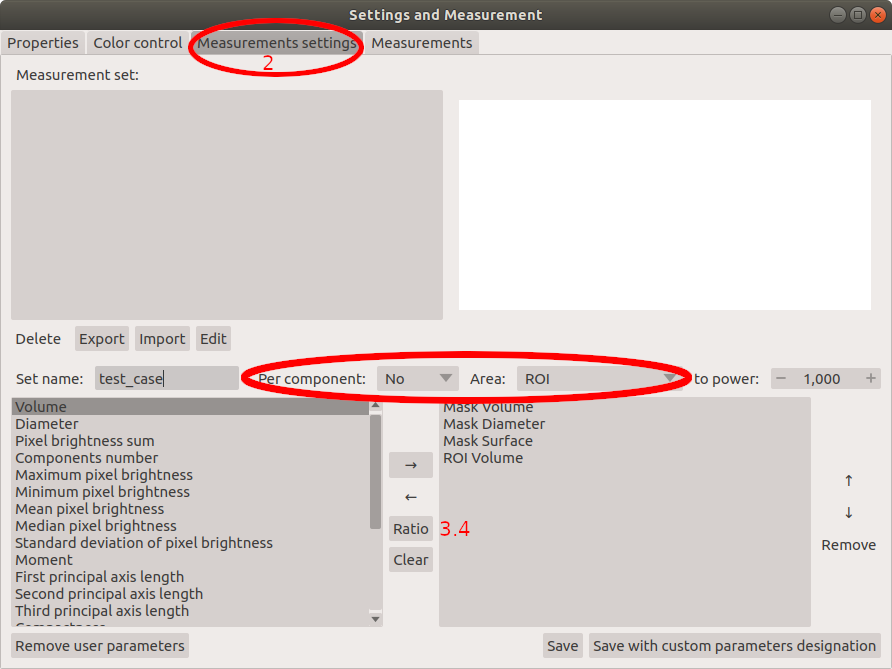 Settings and Measurement
Properties Color control Measurements settings Measurements
2
Measurement set:
Delete Export Import Edit
Set name: test_case Per component: No Area: ROI to power: − 1,000 +
Volume
Diameter
Pixel brightness sum
Components number
Maximum pixel brightness
Minimum pixel brightness
Mean pixel brightness
Median pixel brightness
Standard deviation of pixel brightness
Moment
First principal axis length
Second principal axis length
Third principal axis length
→
←
Ratio
Clear
3.4
Mask Volume
Mask Diameter
Mask Surface
ROI Volume
↑
↓
Remove
Remove user parameters Save Save with custom parameters designation